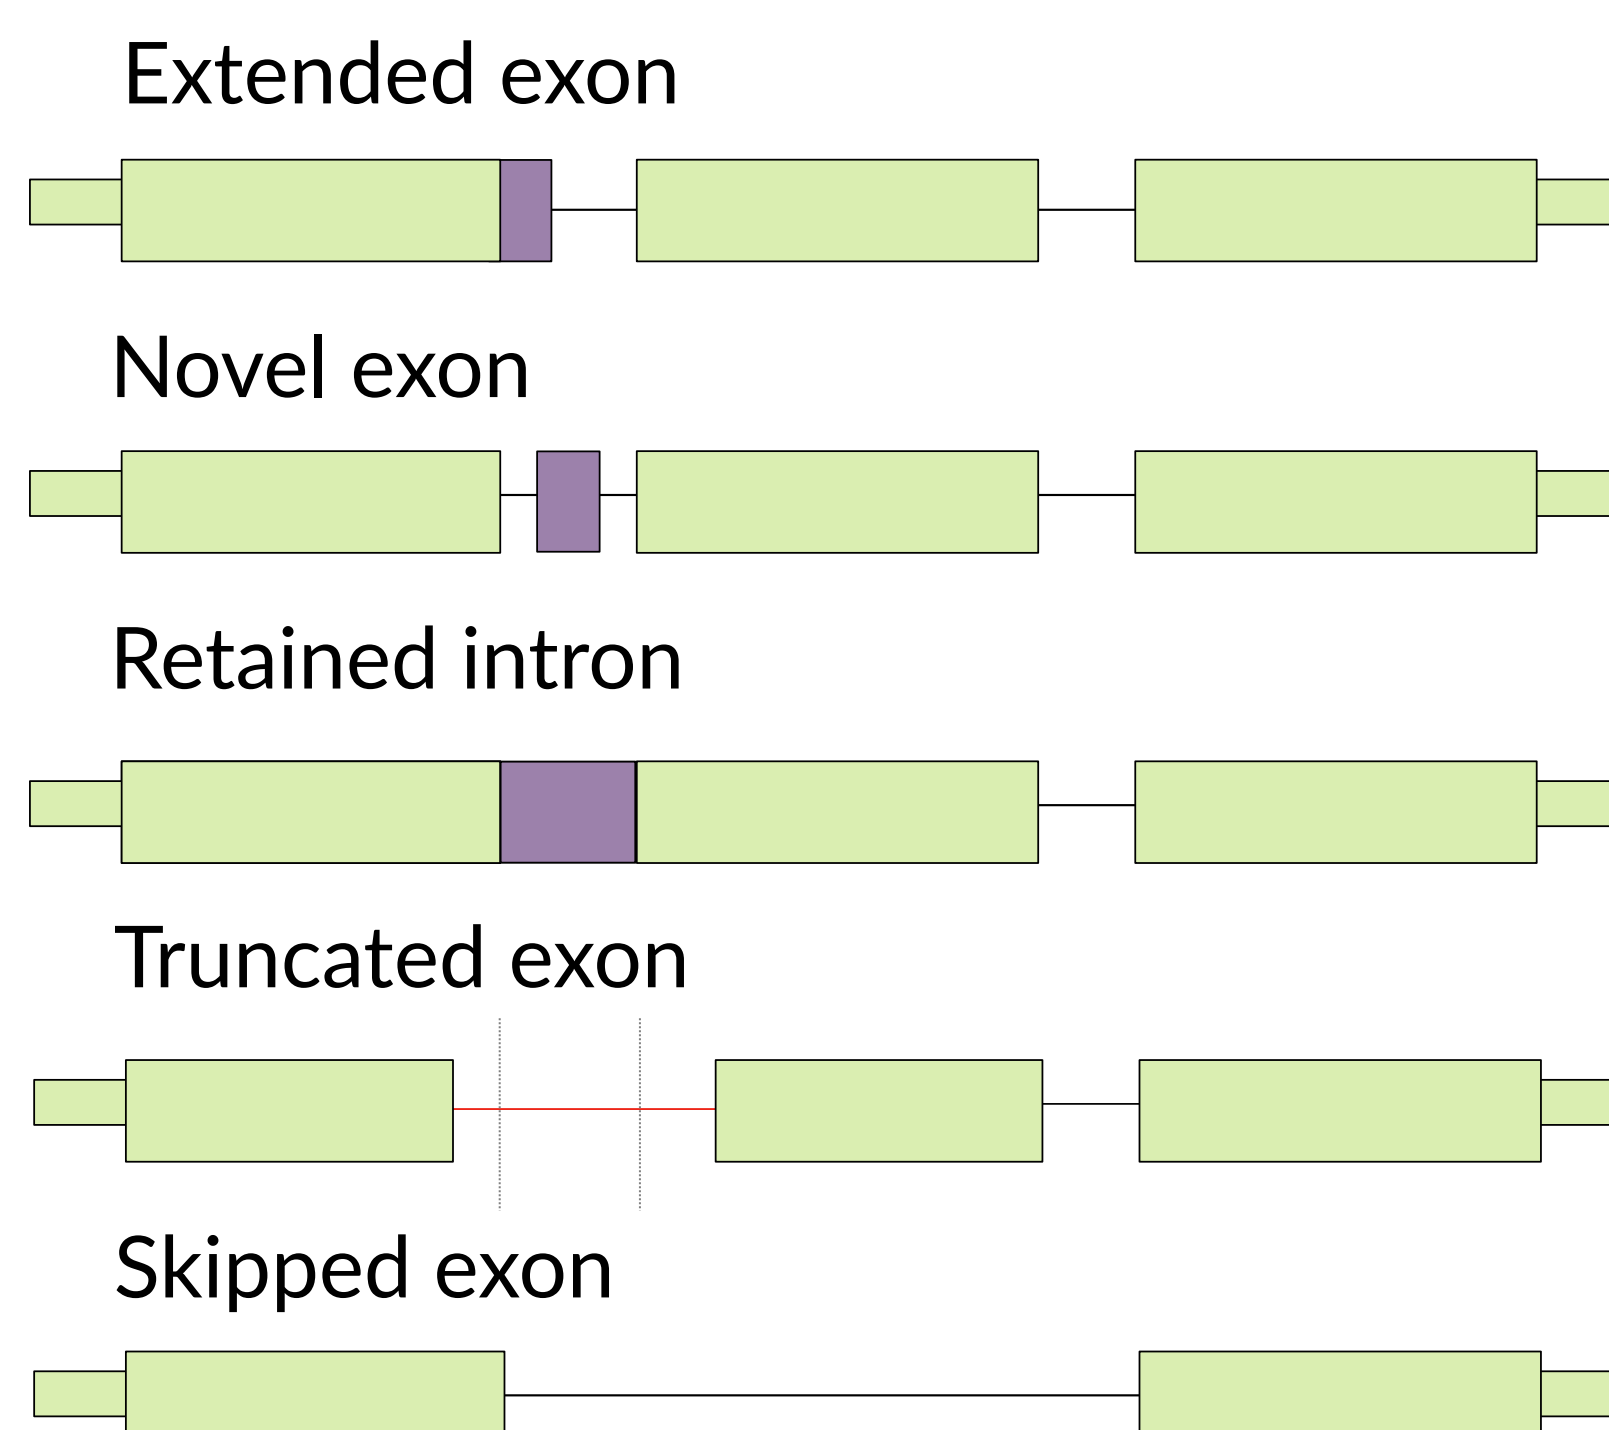 Extended exon
Novel exon
Retained intron
Truncated exon
Skipped exon